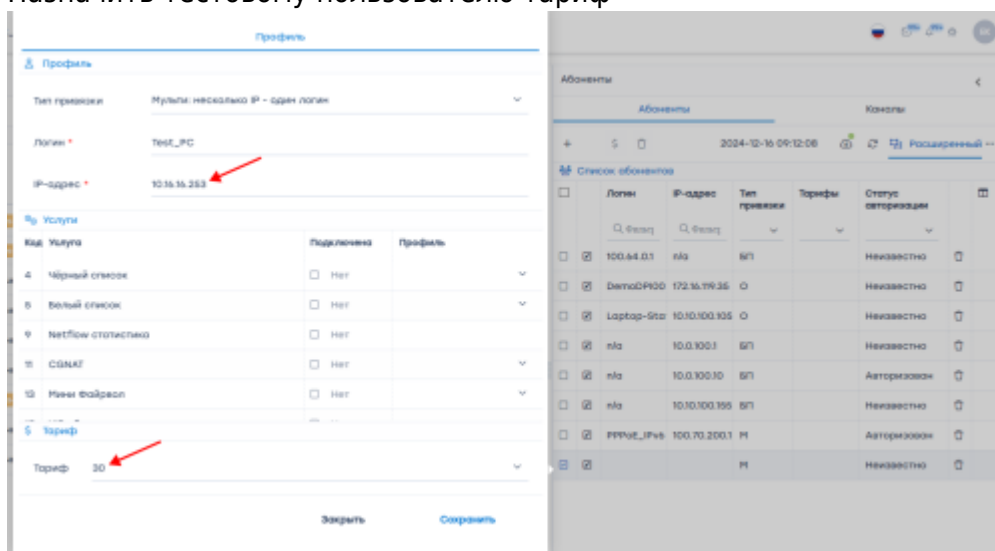 Назначить тестовому пользователю тариф
Профиль
Профиль
Тип привязки Мульти: несколько IP - один логин
Логин * Test_PC
IP-адрес * 10.16.16.253
Услуги
Код Услуга Подключена Профиль
4 Чёрный список Нет
5 Белый список Нет
9 Netflow статистика Нет
11 CGNAT Нет
13 Мини Файрвол Нет
Тариф
Тариф 30
Закрыть Сохранить
Абоненты
Абоненты Каналы
2024-12-16 09:12:08 Расширенный ...
Список абонентов
Логин IP-адрес Тип привязки Тарифы Статус авторизации
Фильтр Фильтр
100.64.0.1 n/a БП Неизвестно
DemoDPI00 172.16.119.35 О Неизвестно
Laptop-Star 10.10.100.105 О Неизвестно
n/a 10.0.100.1 БП Неизвестно
n/a 10.0.100.10 БП Авторизован
n/a 10.10.100.155 БП Неизвестно
PPPoE_IPv6 100.70.200.1 М Авторизован
М Неизвестно